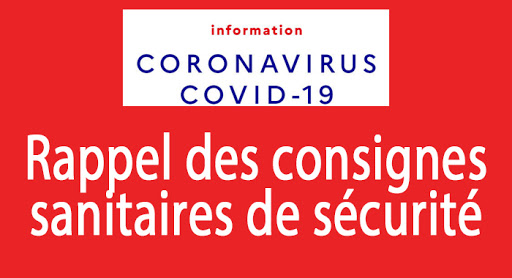 information
CORONAVIRUS
COVID-19
Rappel des consignes
sanitaires de sécurité